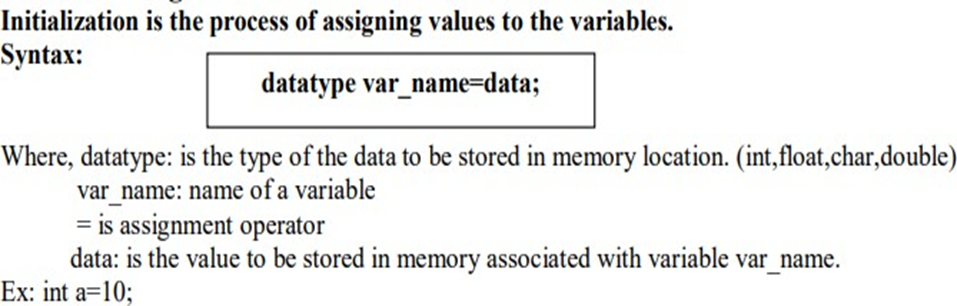 Initialization is the process of assigning values to the variables.
Syntax:
datatype var_name=data;
Where, datatype: is the type of the data to be stored in memory location. (int,float,char,double)
var_name: name of a variable
= is assignment operator
data: is the value to be stored in memory associated with variable var_name.
Ex: int a=10;